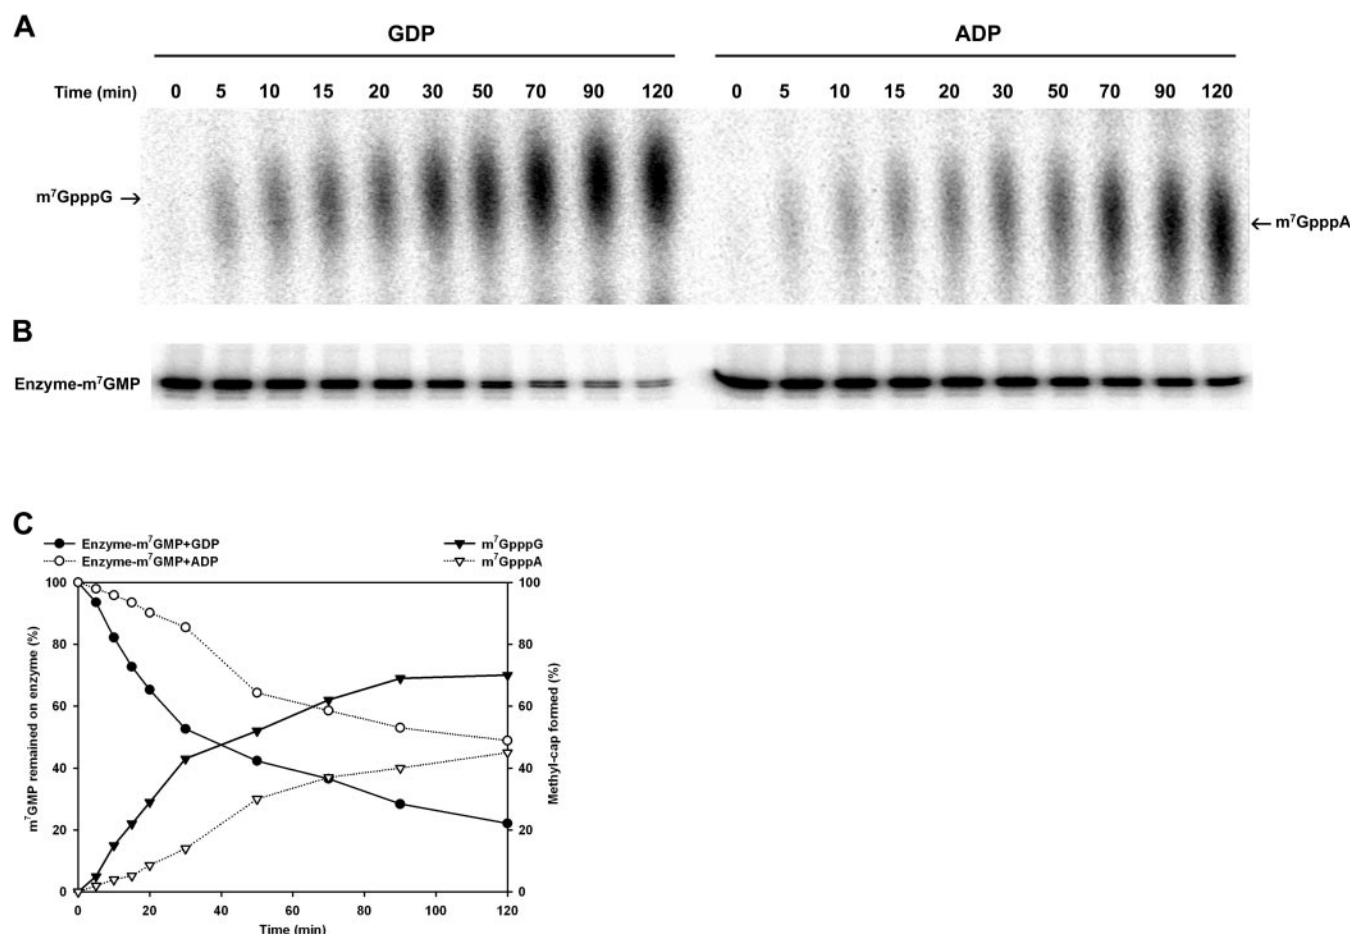 A
GDP ADP
Time (min) 0 5 10 15 20 30 50 70 90 120 0 5 10 15 20 30 50 70 90 120
m⁷GpppG → ← m⁷GpppA
B
Enzyme-m⁷GMP
C
Enzyme-m⁷GMP+GDP m⁷GpppG
Enzyme-m⁷GMP+ADP m⁷GpppA
100 100
80 80
60 60
40 40
20 20
0 0
m⁷GMP remained on enzyme (%)
Methyl-cap formed (%)
0 20 40 60 80 100 120
Time (min)